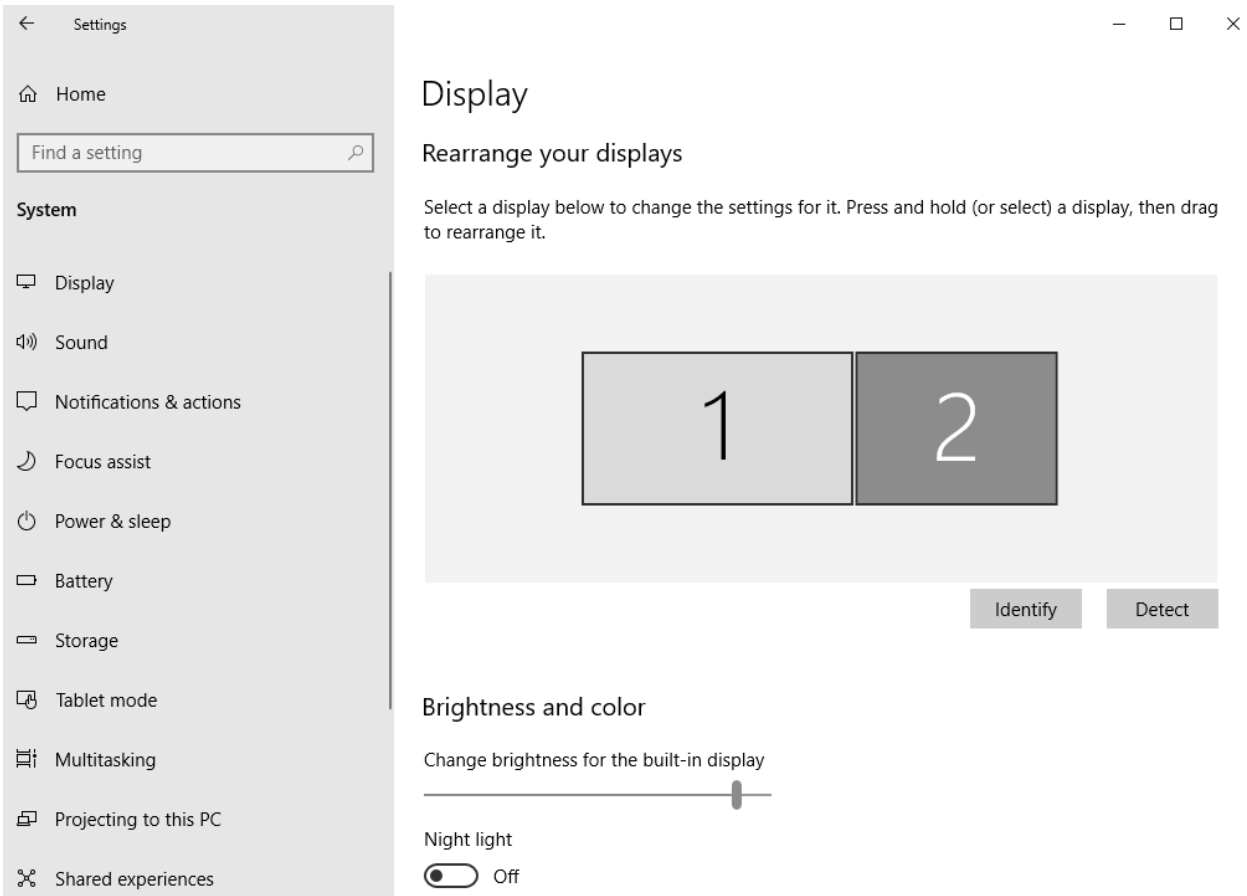 Settings
Home
Find a setting
System
Display
Sound
Notifications & actions
Focus assist
Power & sleep
Battery
Storage
Tablet mode
Multitasking
Projecting to this PC
Shared experiences
Display
Rearrange your displays
Select a display below to change the settings for it. Press and hold (or select) a display, then drag
to rearrange it.
1
2
Identify
Detect
Brightness and color
Change brightness for the built-in display
Night light
Off